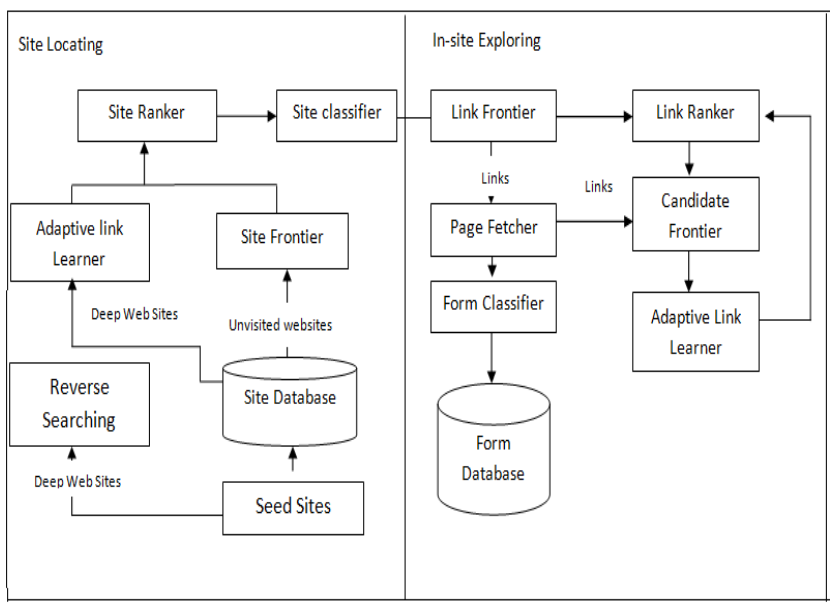 Site Locating
In-site Exploring
Site Ranker
Site classifier
Link Frontier
Link Ranker
Links
Links
Adaptive link
Learner
Site Frontier
Page Fetcher
Candidate
Frontier
Deep Web Sites
Unvisited websites
Form Classifier
Adaptive Link
Learner
Reverse
Searching
Site Database
Form
Database
Deep Web Sites
Seed Sites